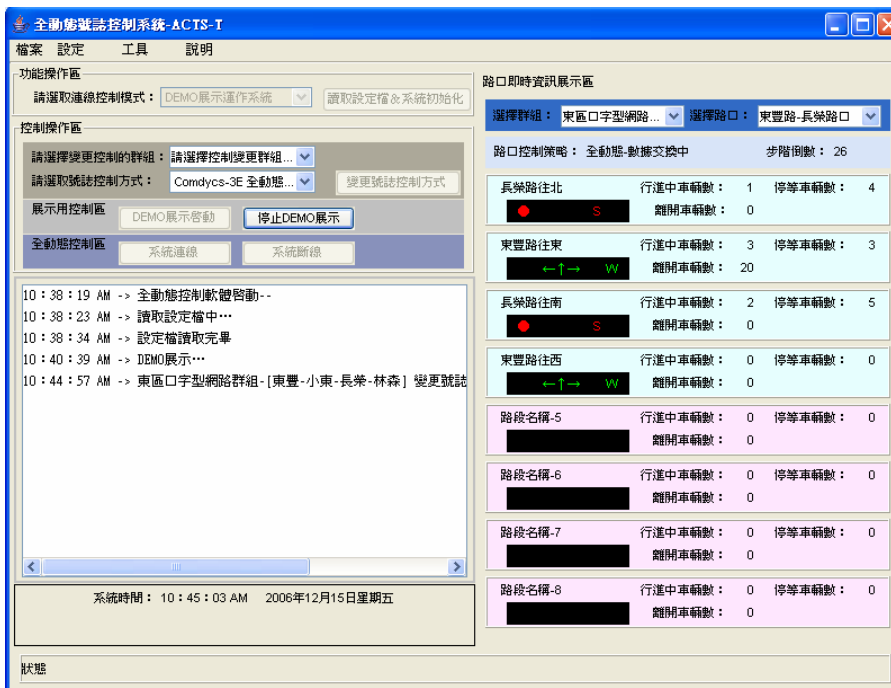 全動態號誌控制系統-ACTS-T
檔案 設定 工具 說明
功能操作區
請選取連線控制模式： DEMO展示運作系統 讀取設定檔&系統初始化
控制操作區
請選擇變更控制的群組： 請選擇控制變更群組...
請選取號誌控制方式： Comdycs-3E 全動態... 變更號誌控制方式
展示用控制區 DEMO展示啟動 停止DEMO展示
全動態控制區 系統連線 系統斷線
10：38：19 AM -> 全動態控制軟體啓動--
10：38：23 AM -> 讀取設定檔中…
10：38：34 AM -> 設定檔讀取完畢
10：40：39 AM -> DEMO展示…
10：44：57 AM -> 東區口字型網路群組-[東豐-小東-長榮-林森] 變更號誌
系統時間： 10：45：03 AM 2006年12月15日星期五
狀態
路口即時資訊展示區
選擇群組： 東區口字型網路... 選擇路口： 東豐路-長榮路口
路口控制策略： 全動態-數據交換中 步階倒數： 26
長榮路往北 行進中車輛數： 1 停等車輛數： 4
S 離開車輛數： 0
東豐路往東 行進中車輛數： 3 停等車輛數： 3
←↑→ W 離開車輛數： 20
長榮路往南 行進中車輛數： 2 停等車輛數： 5
S 離開車輛數： 0
東豐路往西 行進中車輛數： 0 停等車輛數： 0
←↑→ W 離開車輛數： 0
路段名稱-5 行進中車輛數： 0 停等車輛數： 0
離開車輛數： 0
路段名稱-6 行進中車輛數： 0 停等車輛數： 0
離開車輛數： 0
路段名稱-7 行進中車輛數： 0 停等車輛數： 0
離開車輛數： 0
路段名稱-8 行進中車輛數： 0 停等車輛數： 0
離開車輛數： 0